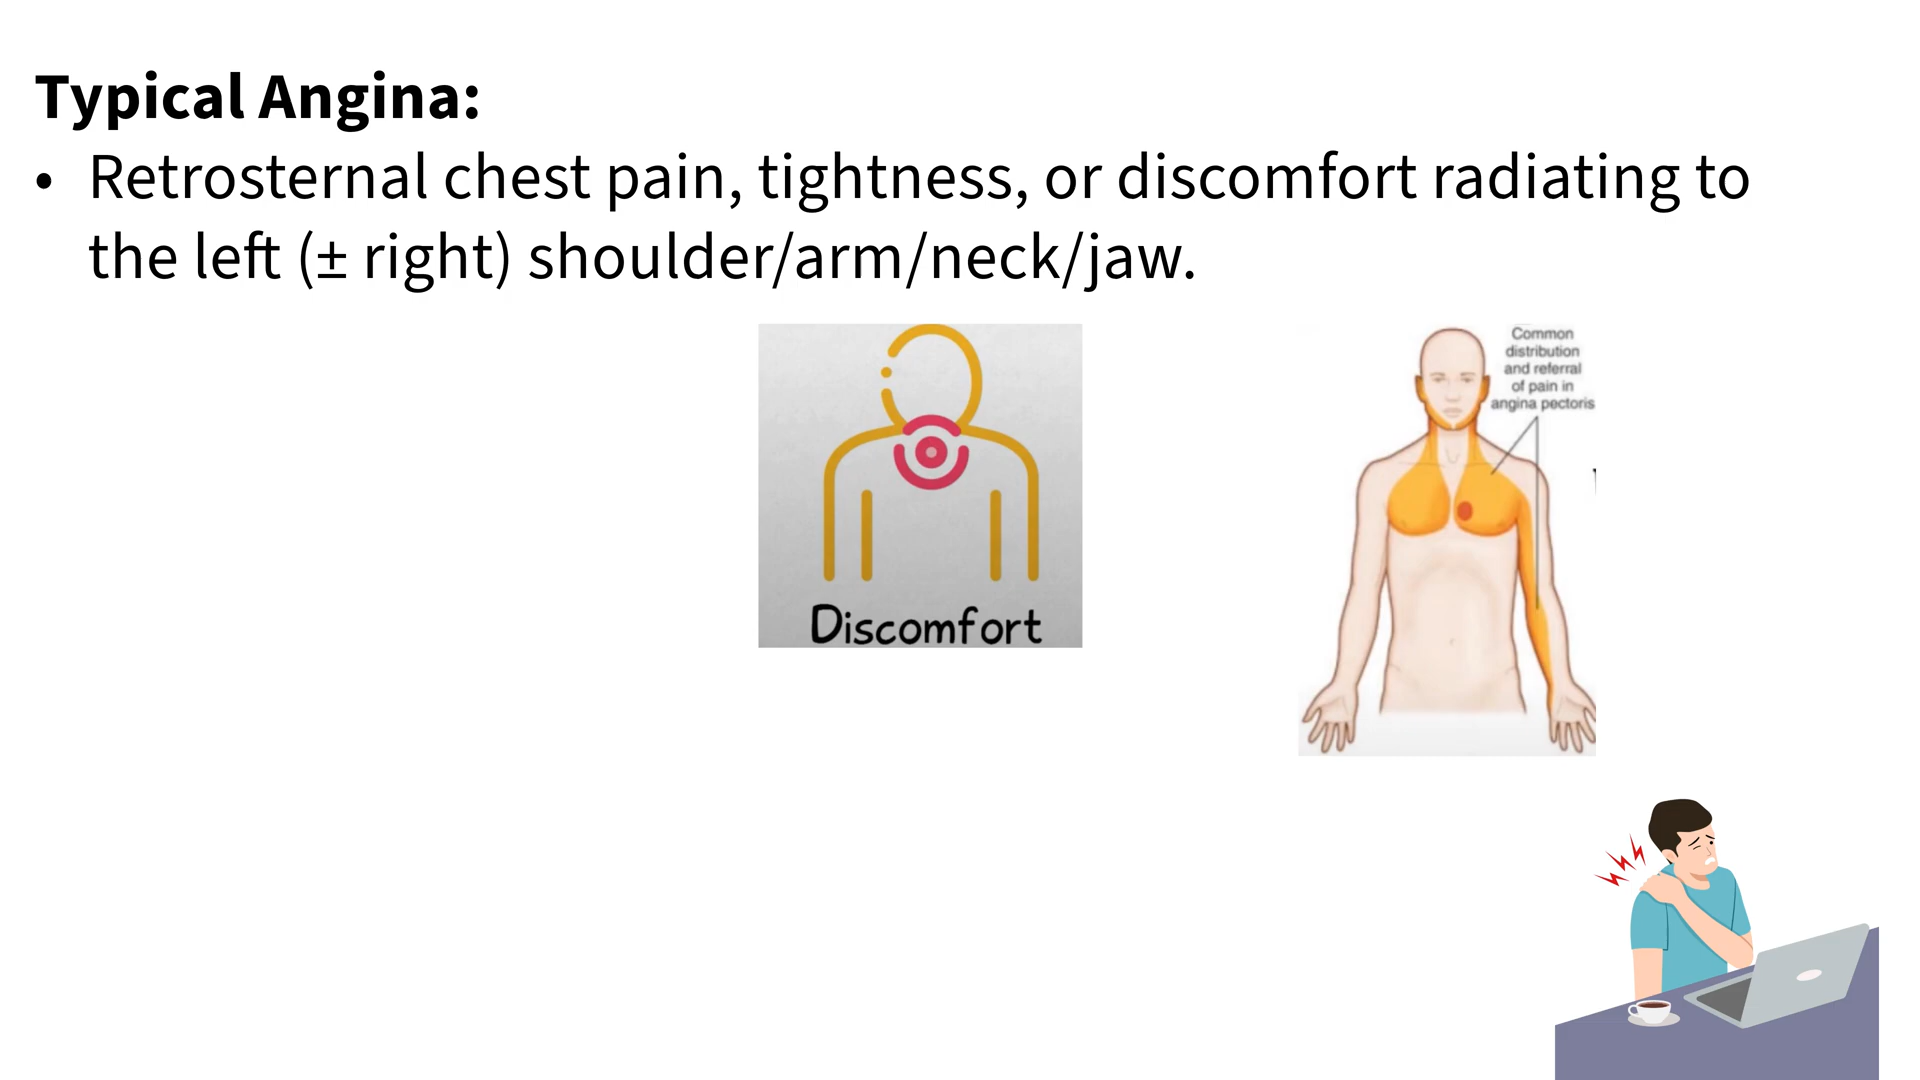 Typical Angina:
• Retrosternal chest pain, tightness, or discomfort radiating to
the left (± right) shoulder/arm/neck/jaw.
Discomfort
Common
distribution
and referral
of pain in
angina pectoris